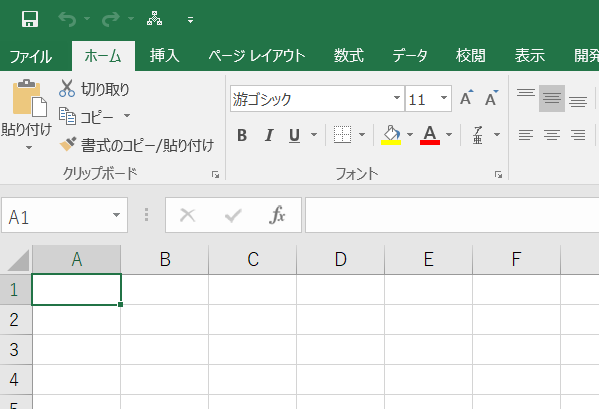 ファイル ホーム 挿入 ページ レイアウト 数式 データ 校閲 表示 開発
貼り付け
切り取り
コピー
書式のコピー/貼り付け
クリップボード
游ゴシック 11 A A
B I U A ア亜
フォント
A1 fx
A B C D E F
1
2
3
4
5